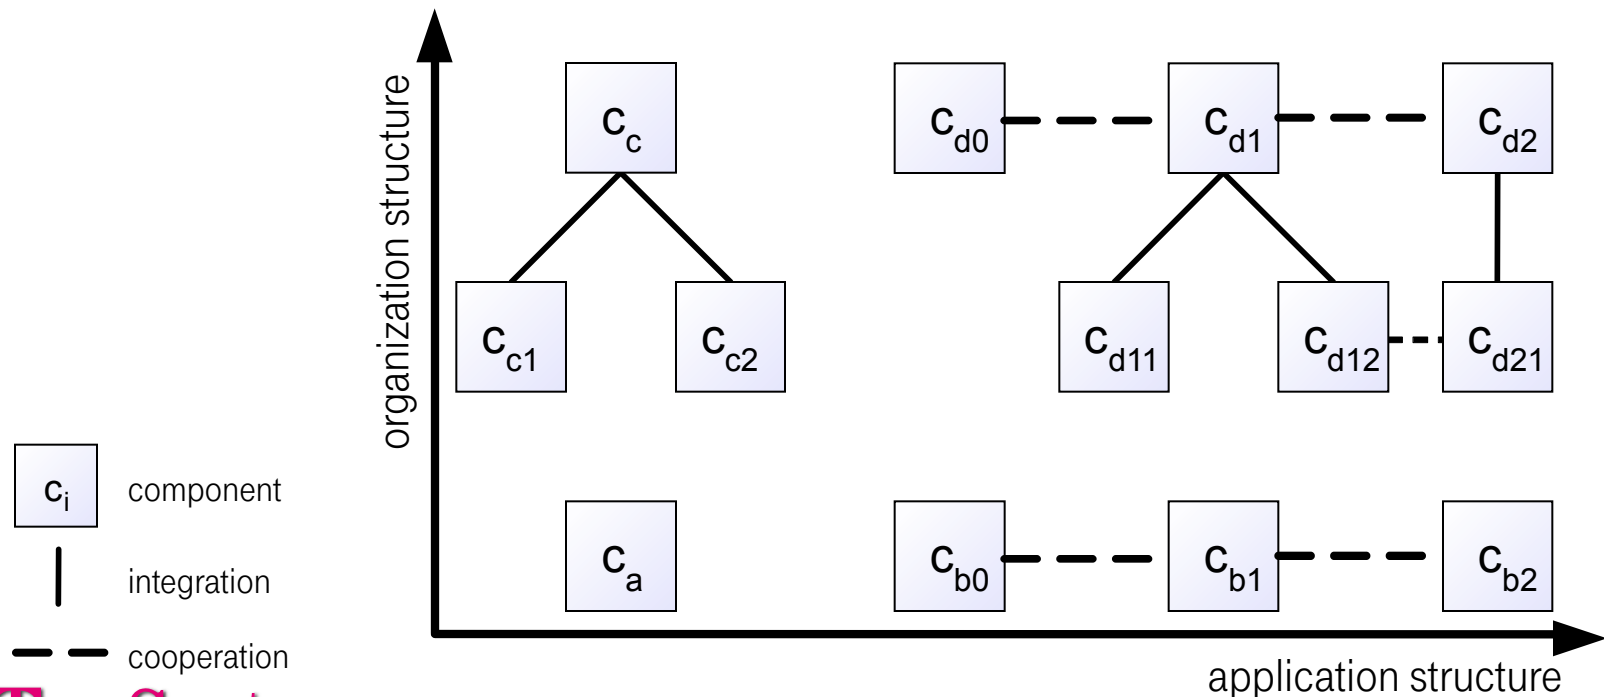 organization structure
c_c
c_d0
c_d1
c_d2
c_c1
c_c2
c_d11
c_d12
c_d21
c_a
c_b0
c_b1
c_b2
application structure
c_i
component
integration
cooperation